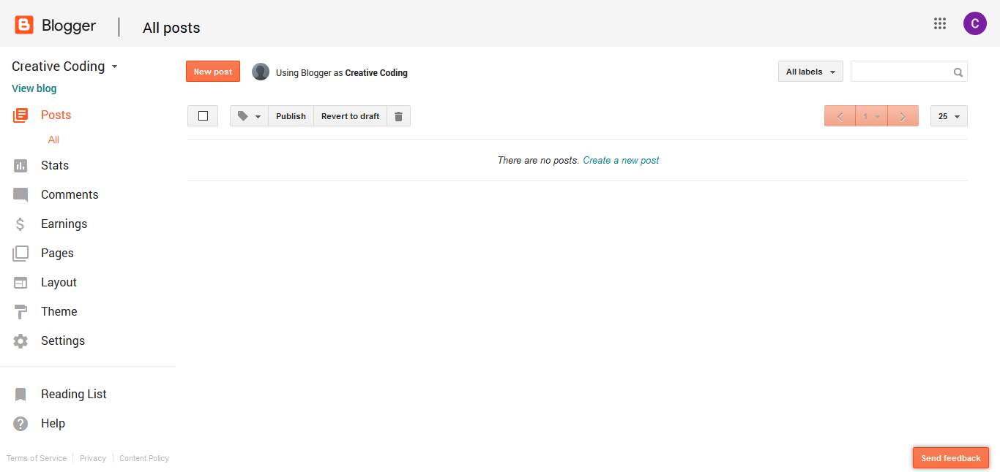 Blogger
All posts
C
Creative Coding
View blog
New post
Using Blogger as Creative Coding
All labels
Posts
All
Publish
Revert to draft
1
25
There are no posts. Create a new post
Stats
Comments
Earnings
Pages
Layout
Theme
Settings
Reading List
Help
Terms of Service
Privacy
Content Policy
Send feedback